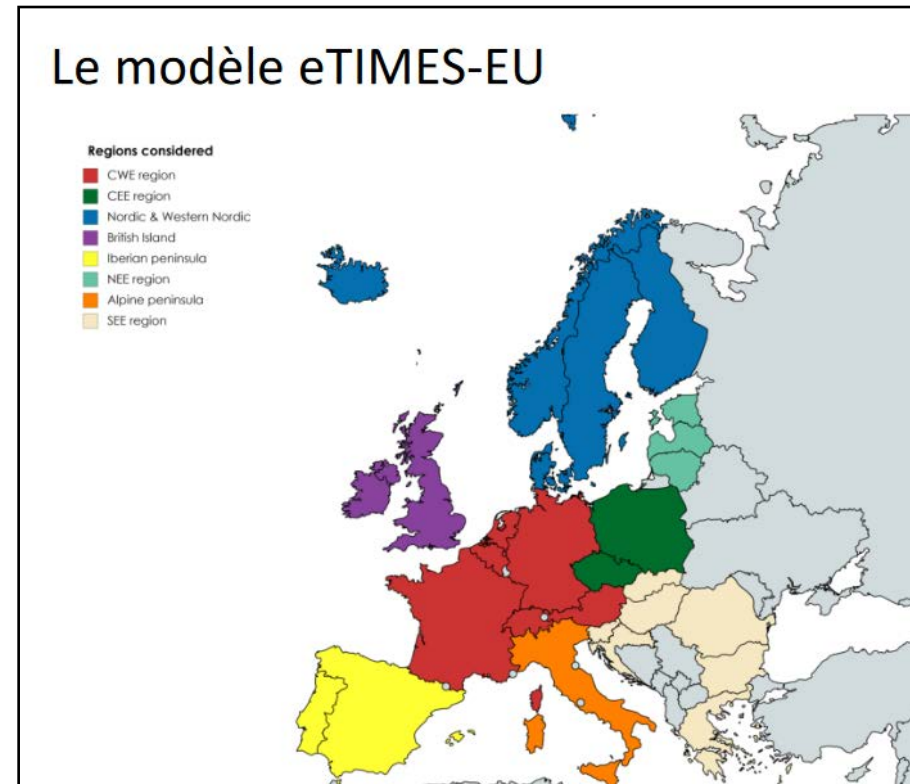 Le modèle eTIMES-EU
Regions considered
CWE region
CEE region
Nordic & Western Nordic
British Island
Iberian peninsula
NEE region
Alpine peninsula
SEE region